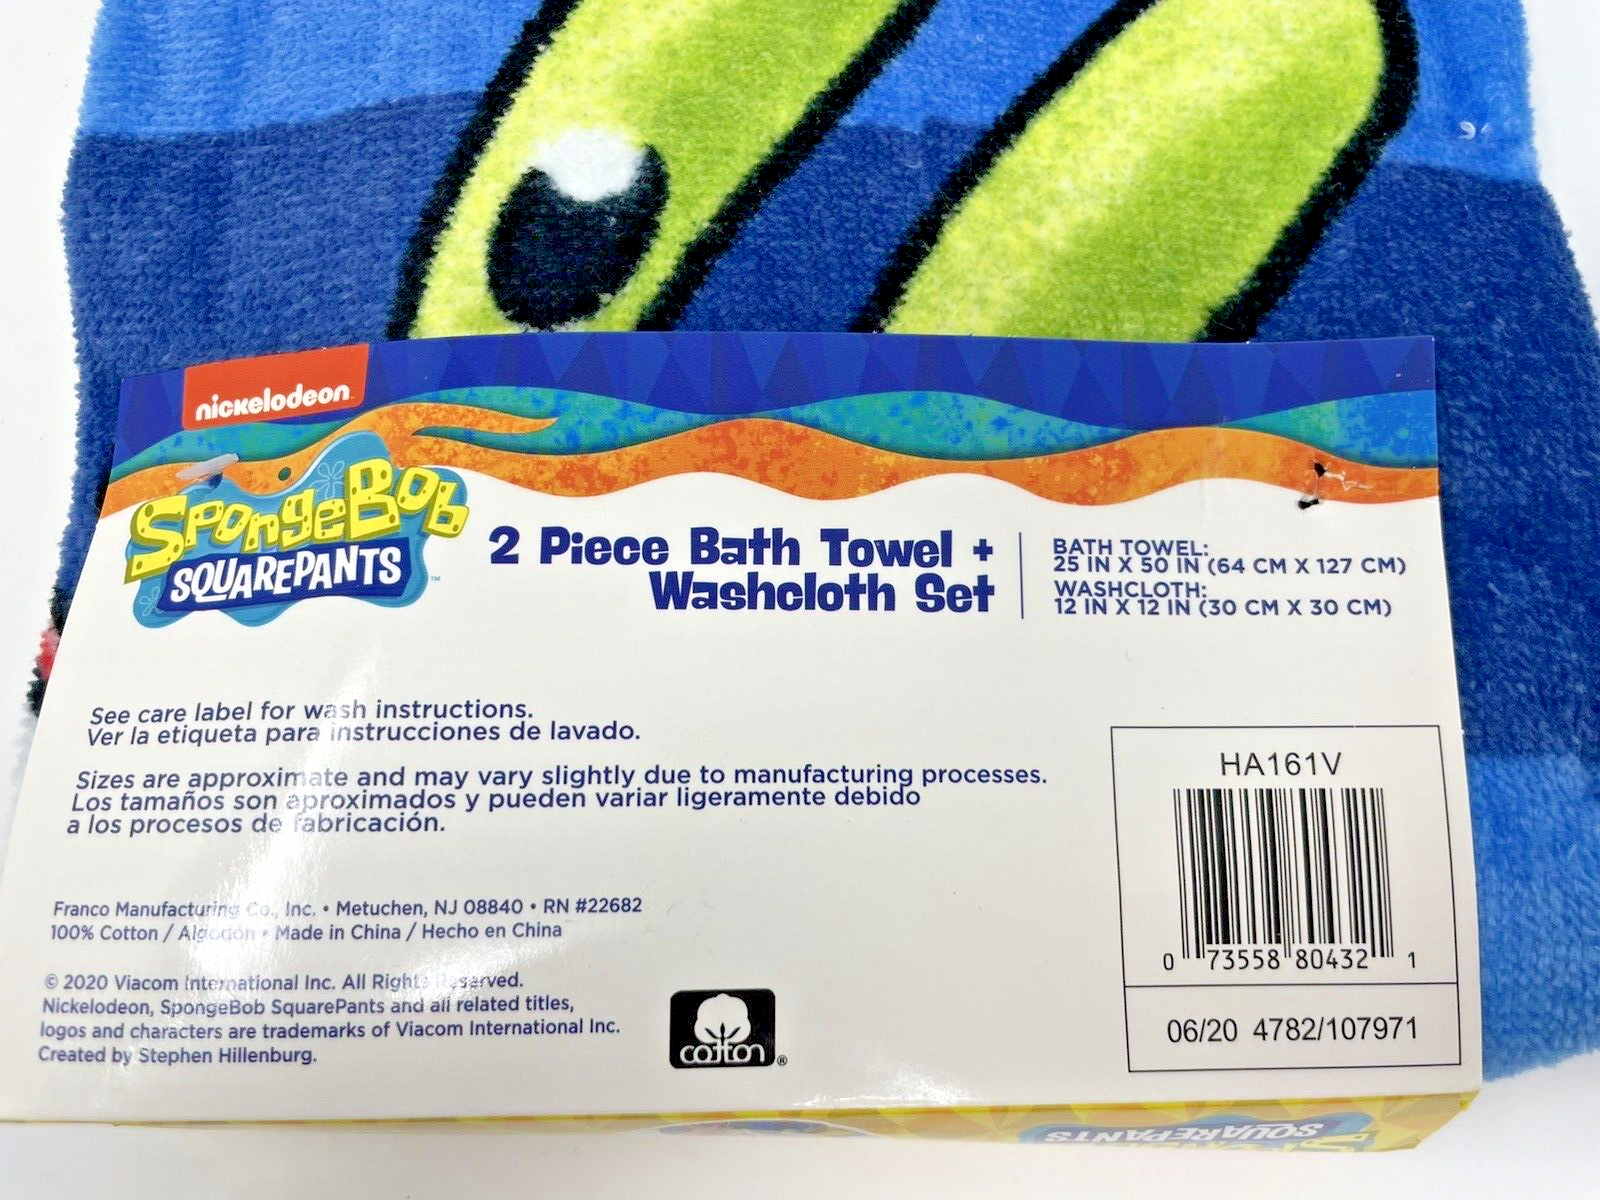 nickelodeon
SpongeBob
SQUAREPANTS™
2 Piece Bath Towel +
Washcloth Set
BATH TOWEL:
25 IN X 50 IN (64 CM X 127 CM)
WASHCLOTH:
12 IN X 12 IN (30 CM X 30 CM)
See care label for wash instructions.
Ver la etiqueta para instrucciones de lavado.
Sizes are approximate and may vary slightly due to manufacturing processes.
Los tamaños son aproximados y pueden variar ligeramente debido
a los procesos de fabricación.
Franco Manufacturing Co., Inc. • Metuchen, NJ 08840 • RN #22682
100% Cotton / Algodón • Made in China / Hecho en China
© 2020 Viacom International Inc. All Rights Reserved.
Nickelodeon, SpongeBob SquarePants and all related titles,
logos and characters are trademarks of Viacom International Inc.
Created by Stephen Hillenburg.
cotton®
HA161V
0 73558 80432 1
06/20 4782/107971
SQUAREPANTS